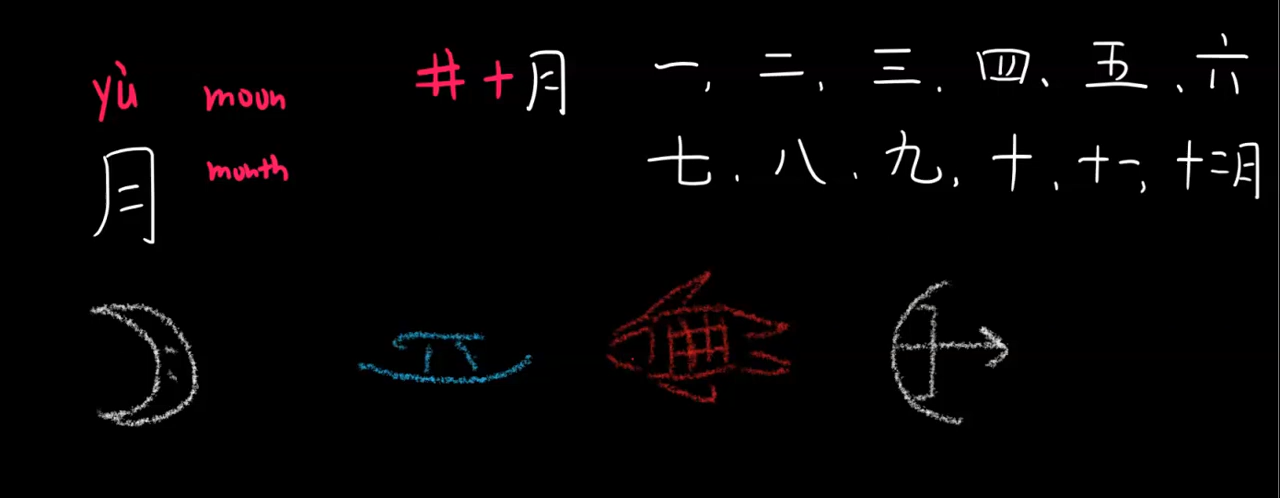 yù moon
月 month
# + 月
一, 二, 三. 四、五、六
七、八、九, 十、十一, 十二月